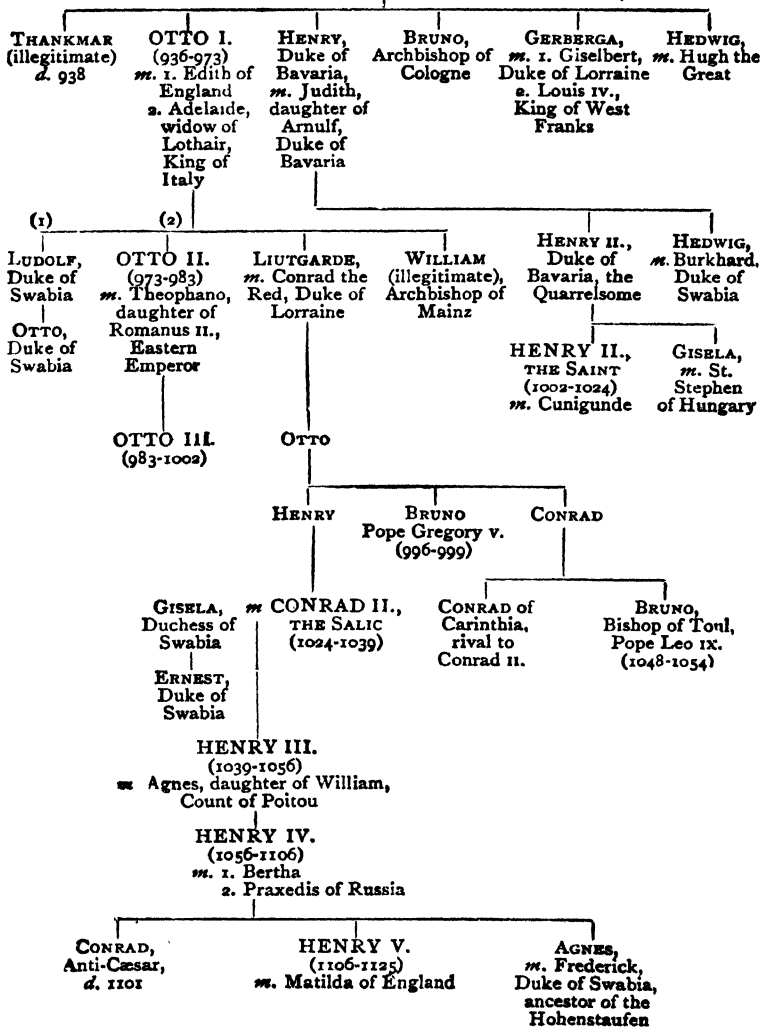 THANKMAR
(illegitimate)
d. 938
OTTO I.
(936-973)
m. 1. Edith of
England
2. Adelaide,
widow of
Lothair,
King of
Italy
HENRY,
Duke of
Bavaria,
m. Judith,
daughter of
Arnulf,
Duke of
Bavaria
BRUNO,
Archbishop of
Cologne
GERBERGA,
m. 1. Giselbert,
Duke of Lorraine
2. Louis IV.,
King of West
Franks
HEDWIG,
m. Hugh the
Great
(1)
(2)
LUDOLF,
Duke of
Swabia
OTTO,
Duke of
Swabia
OTTO II.
(973-983)
m. Theophano,
daughter of
Romanus II.,
Eastern
Emperor
LIUTGARDE,
m. Conrad the
Red, Duke of
Lorraine
WILLIAM
(illegitimate),
Archbishop of
Mainz
HENRY II.,
Duke of
Bavaria, the
Quarrelsome
HEDWIG,
m. Burkhard,
Duke of
Swabia
HENRY II.,
THE SAINT
(1002-1024)
m. Cunigunde
GISELA,
m. St.
Stephen
of Hungary
OTTO III.
(983-1002)
OTTO
HENRY
BRUNO
Pope Gregory V.
(996-999)
CONRAD
GISELA,
Duchess of
Swabia
ERNEST,
Duke of
Swabia
m CONRAD II.,
THE SALIC
(1024-1039)
CONRAD of
Carinthia,
rival to
Conrad II.
BRUNO,
Bishop of Toul,
Pope Leo IX.
(1048-1054)
HENRY III.
(1039-1056)
m Agnes, daughter of William,
Count of Poitou
HENRY IV.
(1056-1106)
m. 1. Bertha
2. Praxedis of Russia
CONRAD,
Anti-Cæsar,
d. 1101
HENRY V.
(1106-1125)
m. Matilda of England
AGNES,
m. Frederick,
Duke of Swabia,
ancestor of the
Hohenstaufen